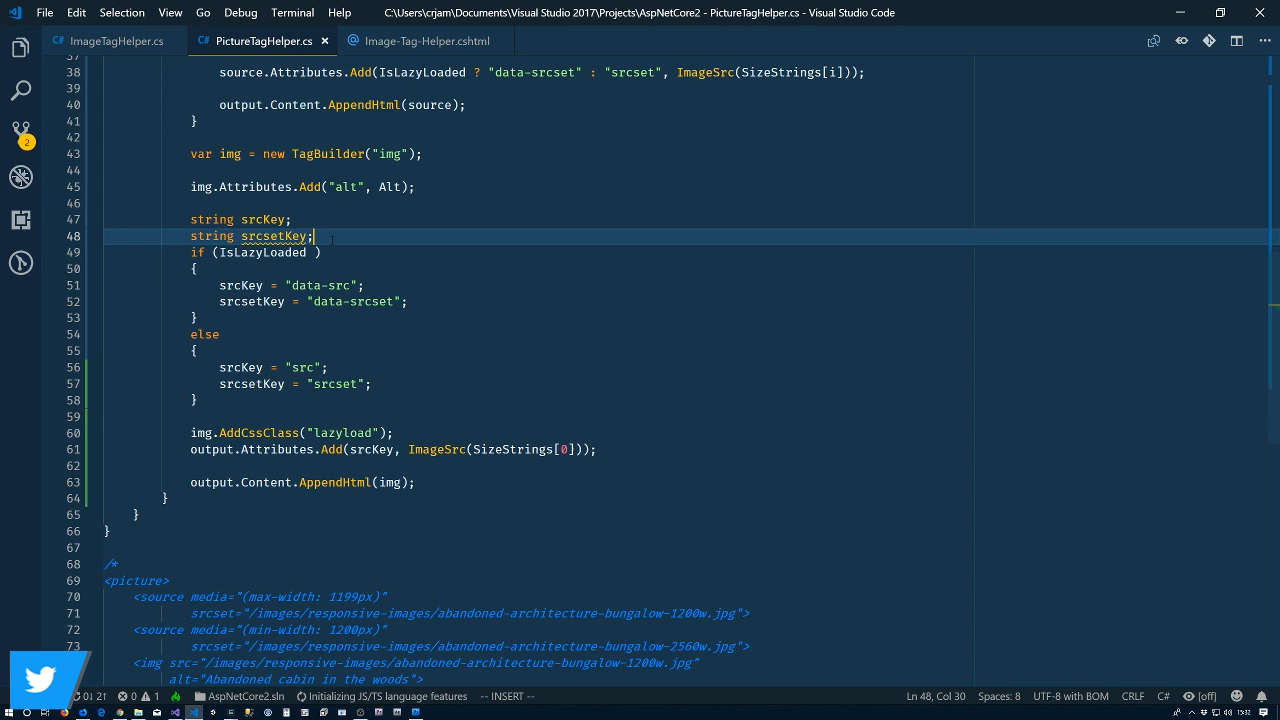 File Edit Selection View Go Debug Terminal Help C:\Users\crjam\Documents\Visual Studio 2017\Projects\AspNetCore2 - PictureTagHelper.cs - Visual Studio Code
C# ImageTagHelper.cs C# PictureTagHelper.cs × @ Image-Tag-Helper.cshtml
37
38 source.Attributes.Add(IsLazyLoaded ? "data-srcset" : "srcset", ImageSrc(SizeStrings[i]));
39
40 output.Content.AppendHtml(source);
41 }
42
43 var img = new TagBuilder("img");
44
45 img.Attributes.Add("alt", Alt);
46
47 string srcKey;
48 string srcsetKey;
49 if (IsLazyLoaded )
50 {
51 srcKey = "data-src";
52 srcsetKey = "data-srcset";
53 }
54 else
55 {
56 srcKey = "src";
57 srcsetKey = "srcset";
58 }
59
60 img.AddCssClass("lazyload");
61 output.Attributes.Add(srcKey, ImageSrc(SizeStrings[0]));
62
63 output.Content.AppendHtml(img);
64 }
65 }
66 }
67
68 /*
69 <picture>
70 <source media="(max-width: 1199px)"
71 srcset="/images/responsive-images/abandoned-architecture-bungalow-1200w.jpg">
72 <source media="(min-width: 1200px)"
73 srcset="/images/responsive-images/abandoned-architecture-bungalow-2560w.jpg">
<img src="/images/responsive-images/abandoned-architecture-bungalow-1200w.jpg"
alt="Abandoned cabin in the woods">
2
0↓ 2↑ 0 1 AspNetCore2.sln Initializing JS/TS language features -- INSERT -- Ln 48, Col 30 Spaces: 8 UTF-8 with BOM CRLF C# [off]
15:32